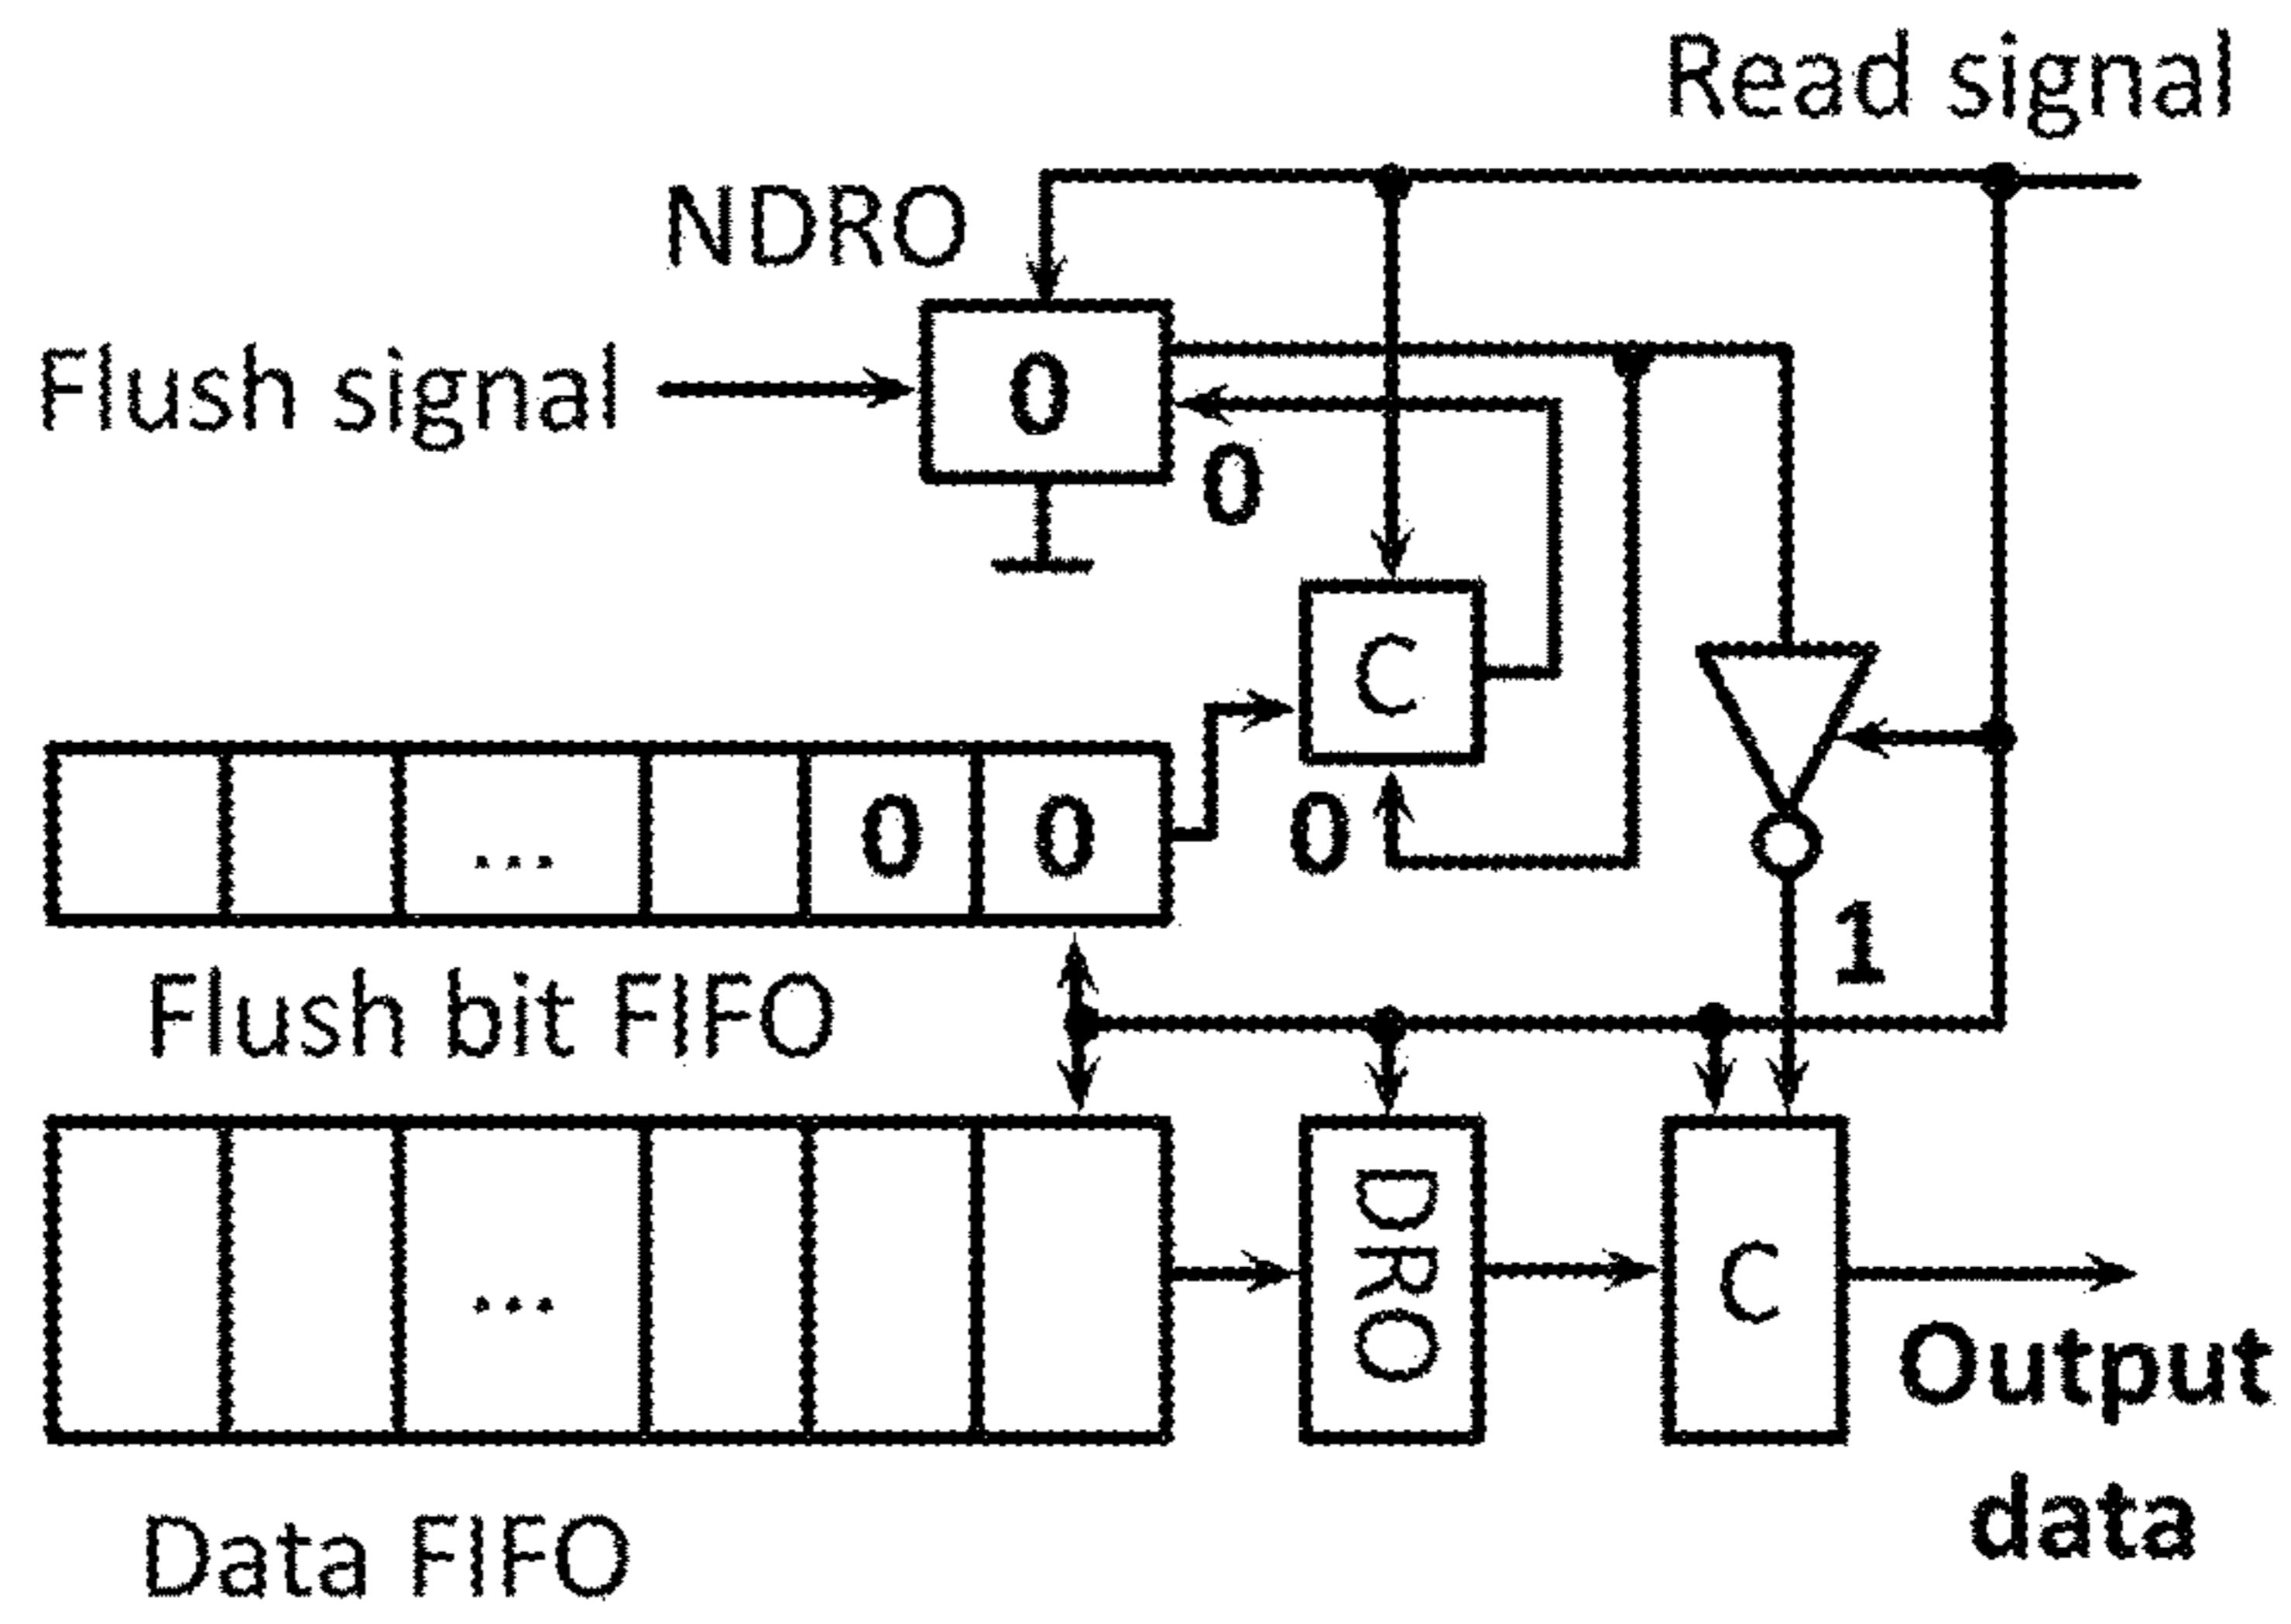 Read signal
NDRO
Flush signal
0
0
C
0
0
...
0
1
Flush bit FIFO
...
DRO
C
Output
data
Data FIFO